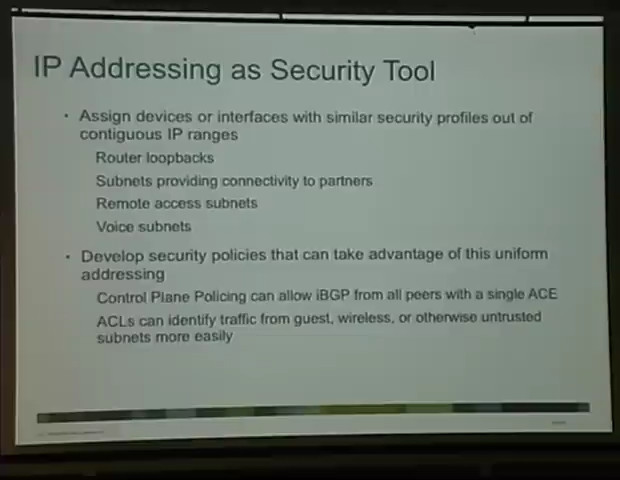 IP Addressing as Security Tool
• Assign devices or interfaces with similar security profiles out of
contiguous IP ranges
Router loopbacks
Subnets providing connectivity to partners
Remote access subnets
Voice subnets
• Develop security policies that can take advantage of this uniform
addressing
Control Plane Policing can allow iBGP from all peers with a single ACE
ACLs can identify traffic from guest, wireless, or otherwise untrusted
subnets more easily